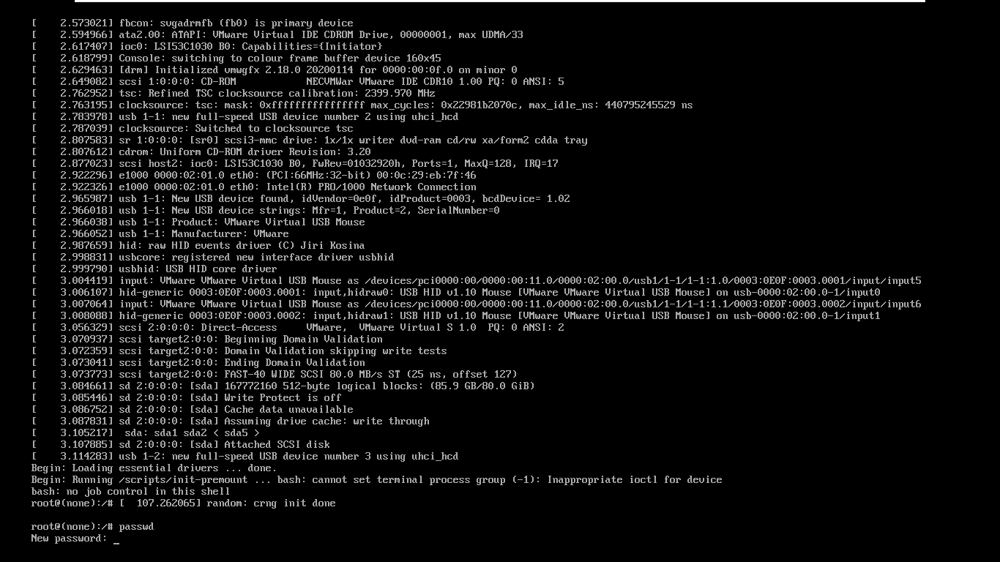 [    2.573021] fbcon: svgadrmfb (fb0) is primary device
[    2.594966] ata2.00: ATAPI: VMware Virtual IDE CDROM Drive, 00000001, max UDMA/33
[    2.617407] ioc0: LSI53C1030 B0: Capabilities={Initiator}
[    2.618799] Console: switching to colour frame buffer device 160x45
[    2.629463] [drm] Initialized vmwgfx 2.18.0 20200114 for 0000:00:0f.0 on minor 0
[    2.649082] scsi 1:0:0:0: CD-ROM            NECVMWar VMware IDE CDR10 1.00 PQ: 0 ANSI: 5
[    2.762952] tsc: Refined TSC clocksource calibration: 2399.970 MHz
[    2.763195] clocksource: tsc: mask: 0xffffffffffffffff max_cycles: 0x22981b2070c, max_idle_ns: 440795245529 ns
[    2.783978] usb 1-1: new full-speed USB device number 2 using uhci_hcd
[    2.787039] clocksource: Switched to clocksource tsc
[    2.807583] sr 1:0:0:0: [sr0] scsi3-mmc drive: 1x/1x writer dvd-ram cd/rw xa/form2 cdda tray
[    2.807612] cdrom: Uniform CD-ROM driver Revision: 3.20
[    2.877023] scsi host2: ioc0: LSI53C1030 B0, FwRev=01032920h, Ports=1, MaxQ=128, IRQ=17
[    2.922296] e1000 0000:02:01.0 eth0: (PCI:66MHz:32-bit) 00:0c:29:eb:7f:46
[    2.922326] e1000 0000:02:01.0 eth0: Intel(R) PRO/1000 Network Connection
[    2.965987] usb 1-1: New USB device found, idVendor=0e0f, idProduct=0003, bcdDevice= 1.02
[    2.966018] usb 1-1: New USB device strings: Mfr=1, Product=2, SerialNumber=0
[    2.966038] usb 1-1: Product: VMware Virtual USB Mouse
[    2.966052] usb 1-1: Manufacturer: VMware
[    2.987659] hid: raw HID events driver (C) Jiri Kosina
[    2.998831] usbcore: registered new interface driver usbhid
[    2.999790] usbhid: USB HID core driver
[    3.004419] input: VMware VMware Virtual USB Mouse as /devices/pci0000:00/0000:00:11.0/0000:02:00.0/usb1/1-1/1-1:1.0/0003:0E0F:0003.0001/input/input5
[    3.006107] hid-generic 0003:0E0F:0003.0001: input,hidraw0: USB HID v1.10 Mouse [VMware VMware Virtual USB Mouse] on usb-0000:02:00.0-1/input0
[    3.007064] input: VMware VMware Virtual USB Mouse as /devices/pci0000:00/0000:00:11.0/0000:02:00.0/usb1/1-1/1-1:1.1/0003:0E0F:0003.0002/input/input6
[    3.008088] hid-generic 0003:0E0F:0003.0002: input,hidraw1: USB HID v1.10 Mouse [VMware VMware Virtual USB Mouse] on usb-0000:02:00.0-1/input1
[    3.056329] scsi 2:0:0:0: Direct-Access     VMware,  VMware Virtual S 1.0  PQ: 0 ANSI: 2
[    3.070937] scsi target2:0:0: Beginning Domain Validation
[    3.072359] scsi target2:0:0: Domain Validation skipping write tests
[    3.073041] scsi target2:0:0: Ending Domain Validation
[    3.073773] scsi target2:0:0: FAST-40 WIDE SCSI 80.0 MB/s ST (25 ns, offset 127)
[    3.084661] sd 2:0:0:0: [sda] 167772160 512-byte logical blocks: (85.9 GB/80.0 GiB)
[    3.085446] sd 2:0:0:0: [sda] Write Protect is off
[    3.086752] sd 2:0:0:0: [sda] Cache data unavailable
[    3.087831] sd 2:0:0:0: [sda] Assuming drive cache: write through
[    3.105217]  sda: sda1 sda2 < sda5 >
[    3.107885] sd 2:0:0:0: [sda] Attached SCSI disk
[    3.114283] usb 1-2: new full-speed USB device number 3 using uhci_hcd
Begin: Loading essential drivers ... done.
Begin: Running /scripts/init-premount ... bash: cannot set terminal process group (-1): Inappropriate ioctl for device
bash: no job control in this shell
root@(none):/# [  107.262065] random: crng init done
root@(none):/# passwd
New password: _